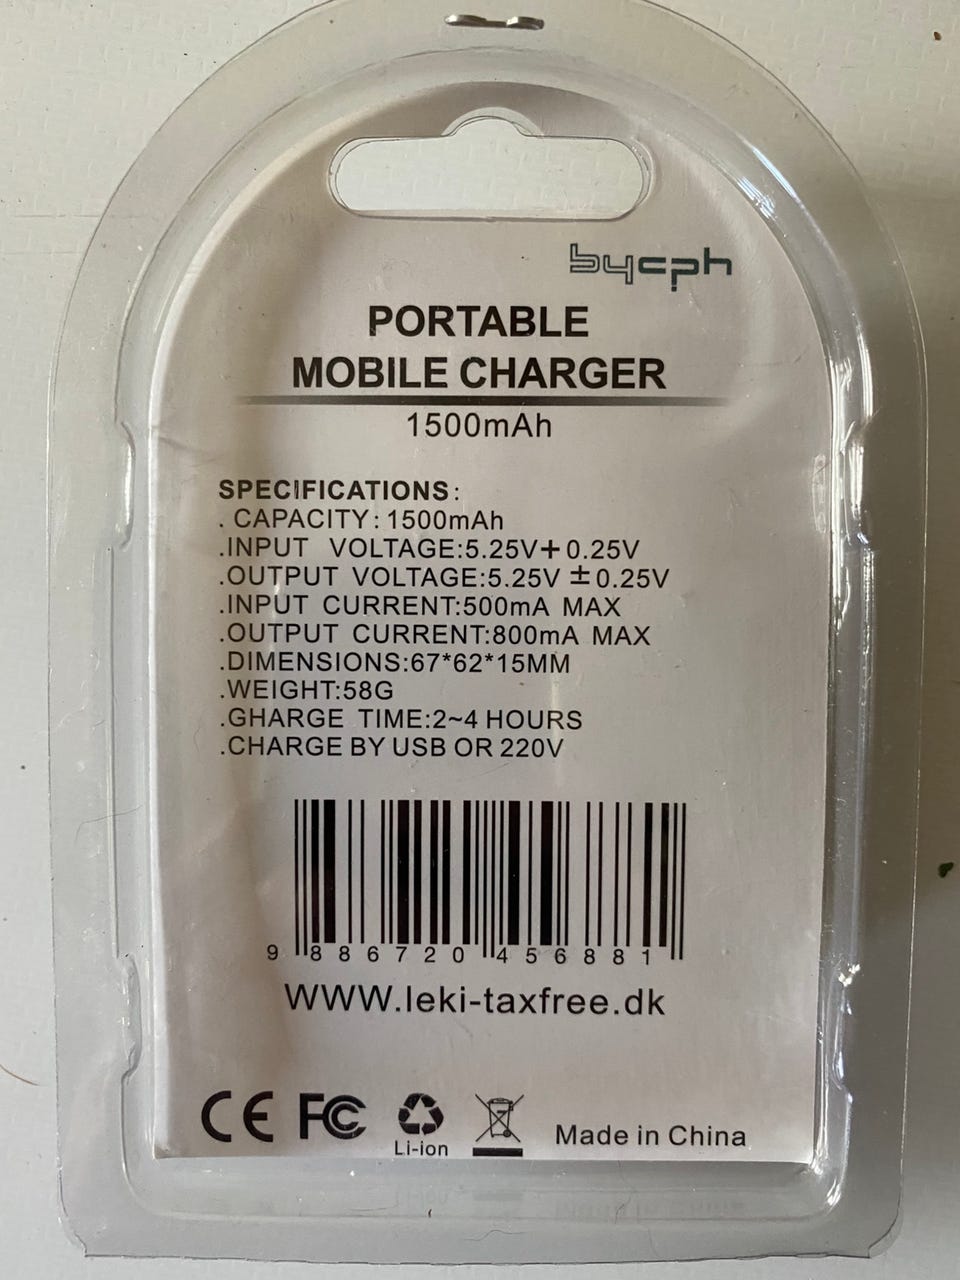 bycph
PORTABLE
MOBILE CHARGER
1500mAh
SPECIFICATIONS:
. CAPACITY: 1500mAh
.INPUT VOLTAGE:5.25V+0.25V
.OUTPUT VOLTAGE:5.25V ±0.25V
.INPUT CURRENT:500mA MAX
.OUTPUT CURRENT:800mA MAX
.DIMENSIONS:67*62*15MM
.WEIGHT:58G
.GHARGE TIME:2~4 HOURS
.CHARGE BY USB OR 220V
9 886720 456881
WWW.leki-taxfree.dk
CE FC Li-ion Made in China